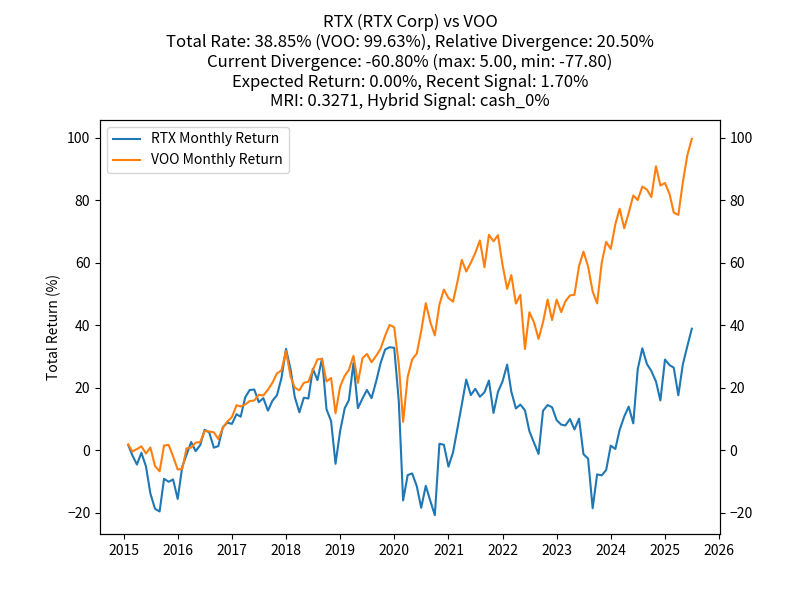 RTX (RTX Corp) vs VOO
Total Rate: 38.85% (VOO: 99.63%), Relative Divergence: 20.50%
Current Divergence: -60.80% (max: 5.00, min: -77.80)
Expected Return: 0.00%, Recent Signal: 1.70%
MRI: 0.3271, Hybrid Signal: cash_0%
RTX Monthly Return
VOO Monthly Return
Total Return (%)
100
80
60
40
20
0
−20
100
80
60
40
20
0
−20
2015 2016 2017 2018 2019 2020 2021 2022 2023 2024 2025 2026